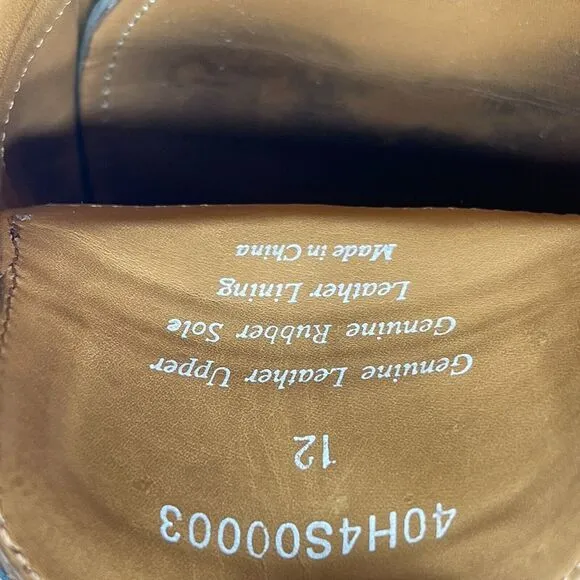 40H4S00003
12
Genuine Leather Upper
Genuine Rubber Sole
Leather Lining
Made in China